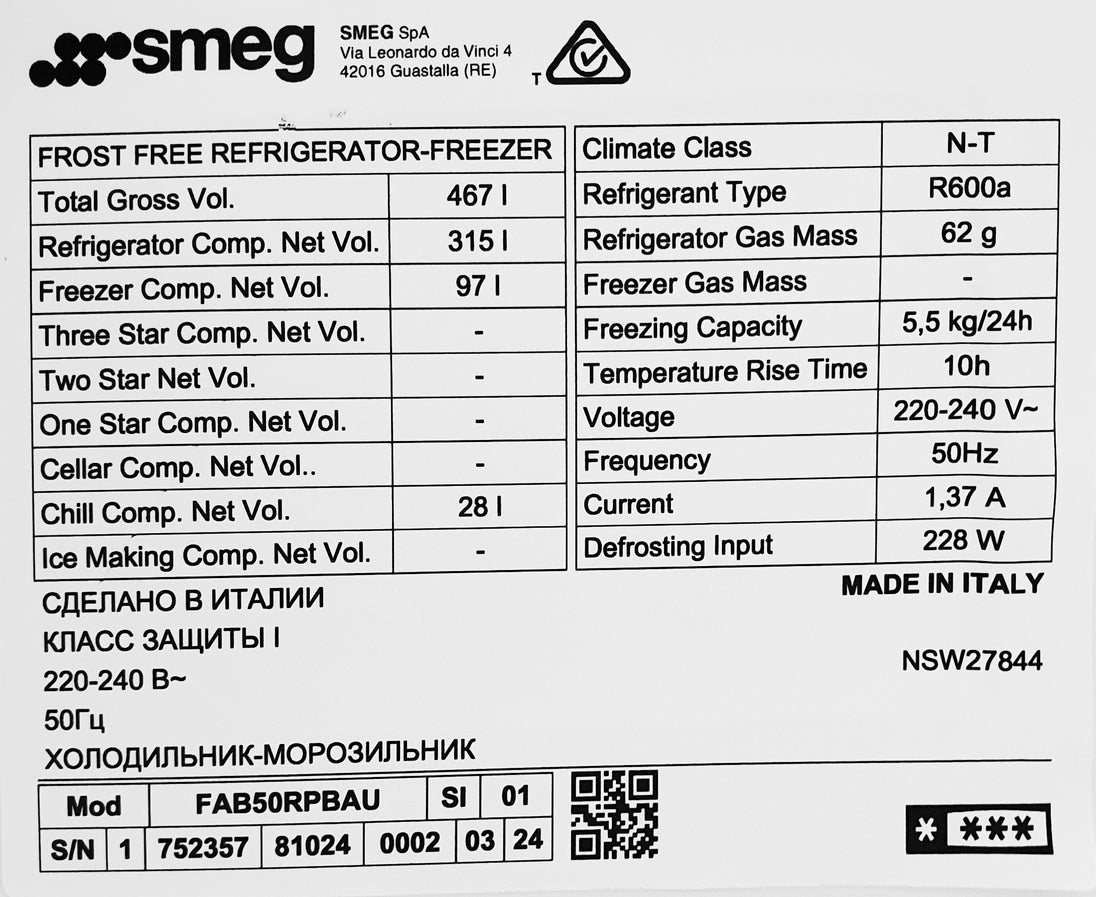 smeg
SMEG SpA
Via Leonardo da Vinci 4
42016 Guastalla (RE)
T
FROST FREE REFRIGERATOR-FREEZER
Total Gross Vol. 467 l
Refrigerator Comp. Net Vol. 315 l
Freezer Comp. Net Vol. 97 l
Three Star Comp. Net Vol. -
Two Star Net Vol. -
One Star Comp. Net Vol. -
Cellar Comp. Net Vol.. -
Chill Comp. Net Vol. 28 l
Ice Making Comp. Net Vol. -
Climate Class N-T
Refrigerant Type R600a
Refrigerator Gas Mass 62 g
Freezer Gas Mass -
Freezing Capacity 5,5 kg/24h
Temperature Rise Time 10h
Voltage 220-240 V~
Frequency 50Hz
Current 1,37 A
Defrosting Input 228 W
СДЕЛАНО В ИТАЛИИ
КЛАСС ЗАЩИТЫ I
220-240 В~
50Гц
ХОЛОДИЛЬНИК-МОРОЗИЛЬНИК
MADE IN ITALY
NSW27844
Mod FAB50RPBAU SI 01
S/N 1 752357 81024 0002 03 24
* ***